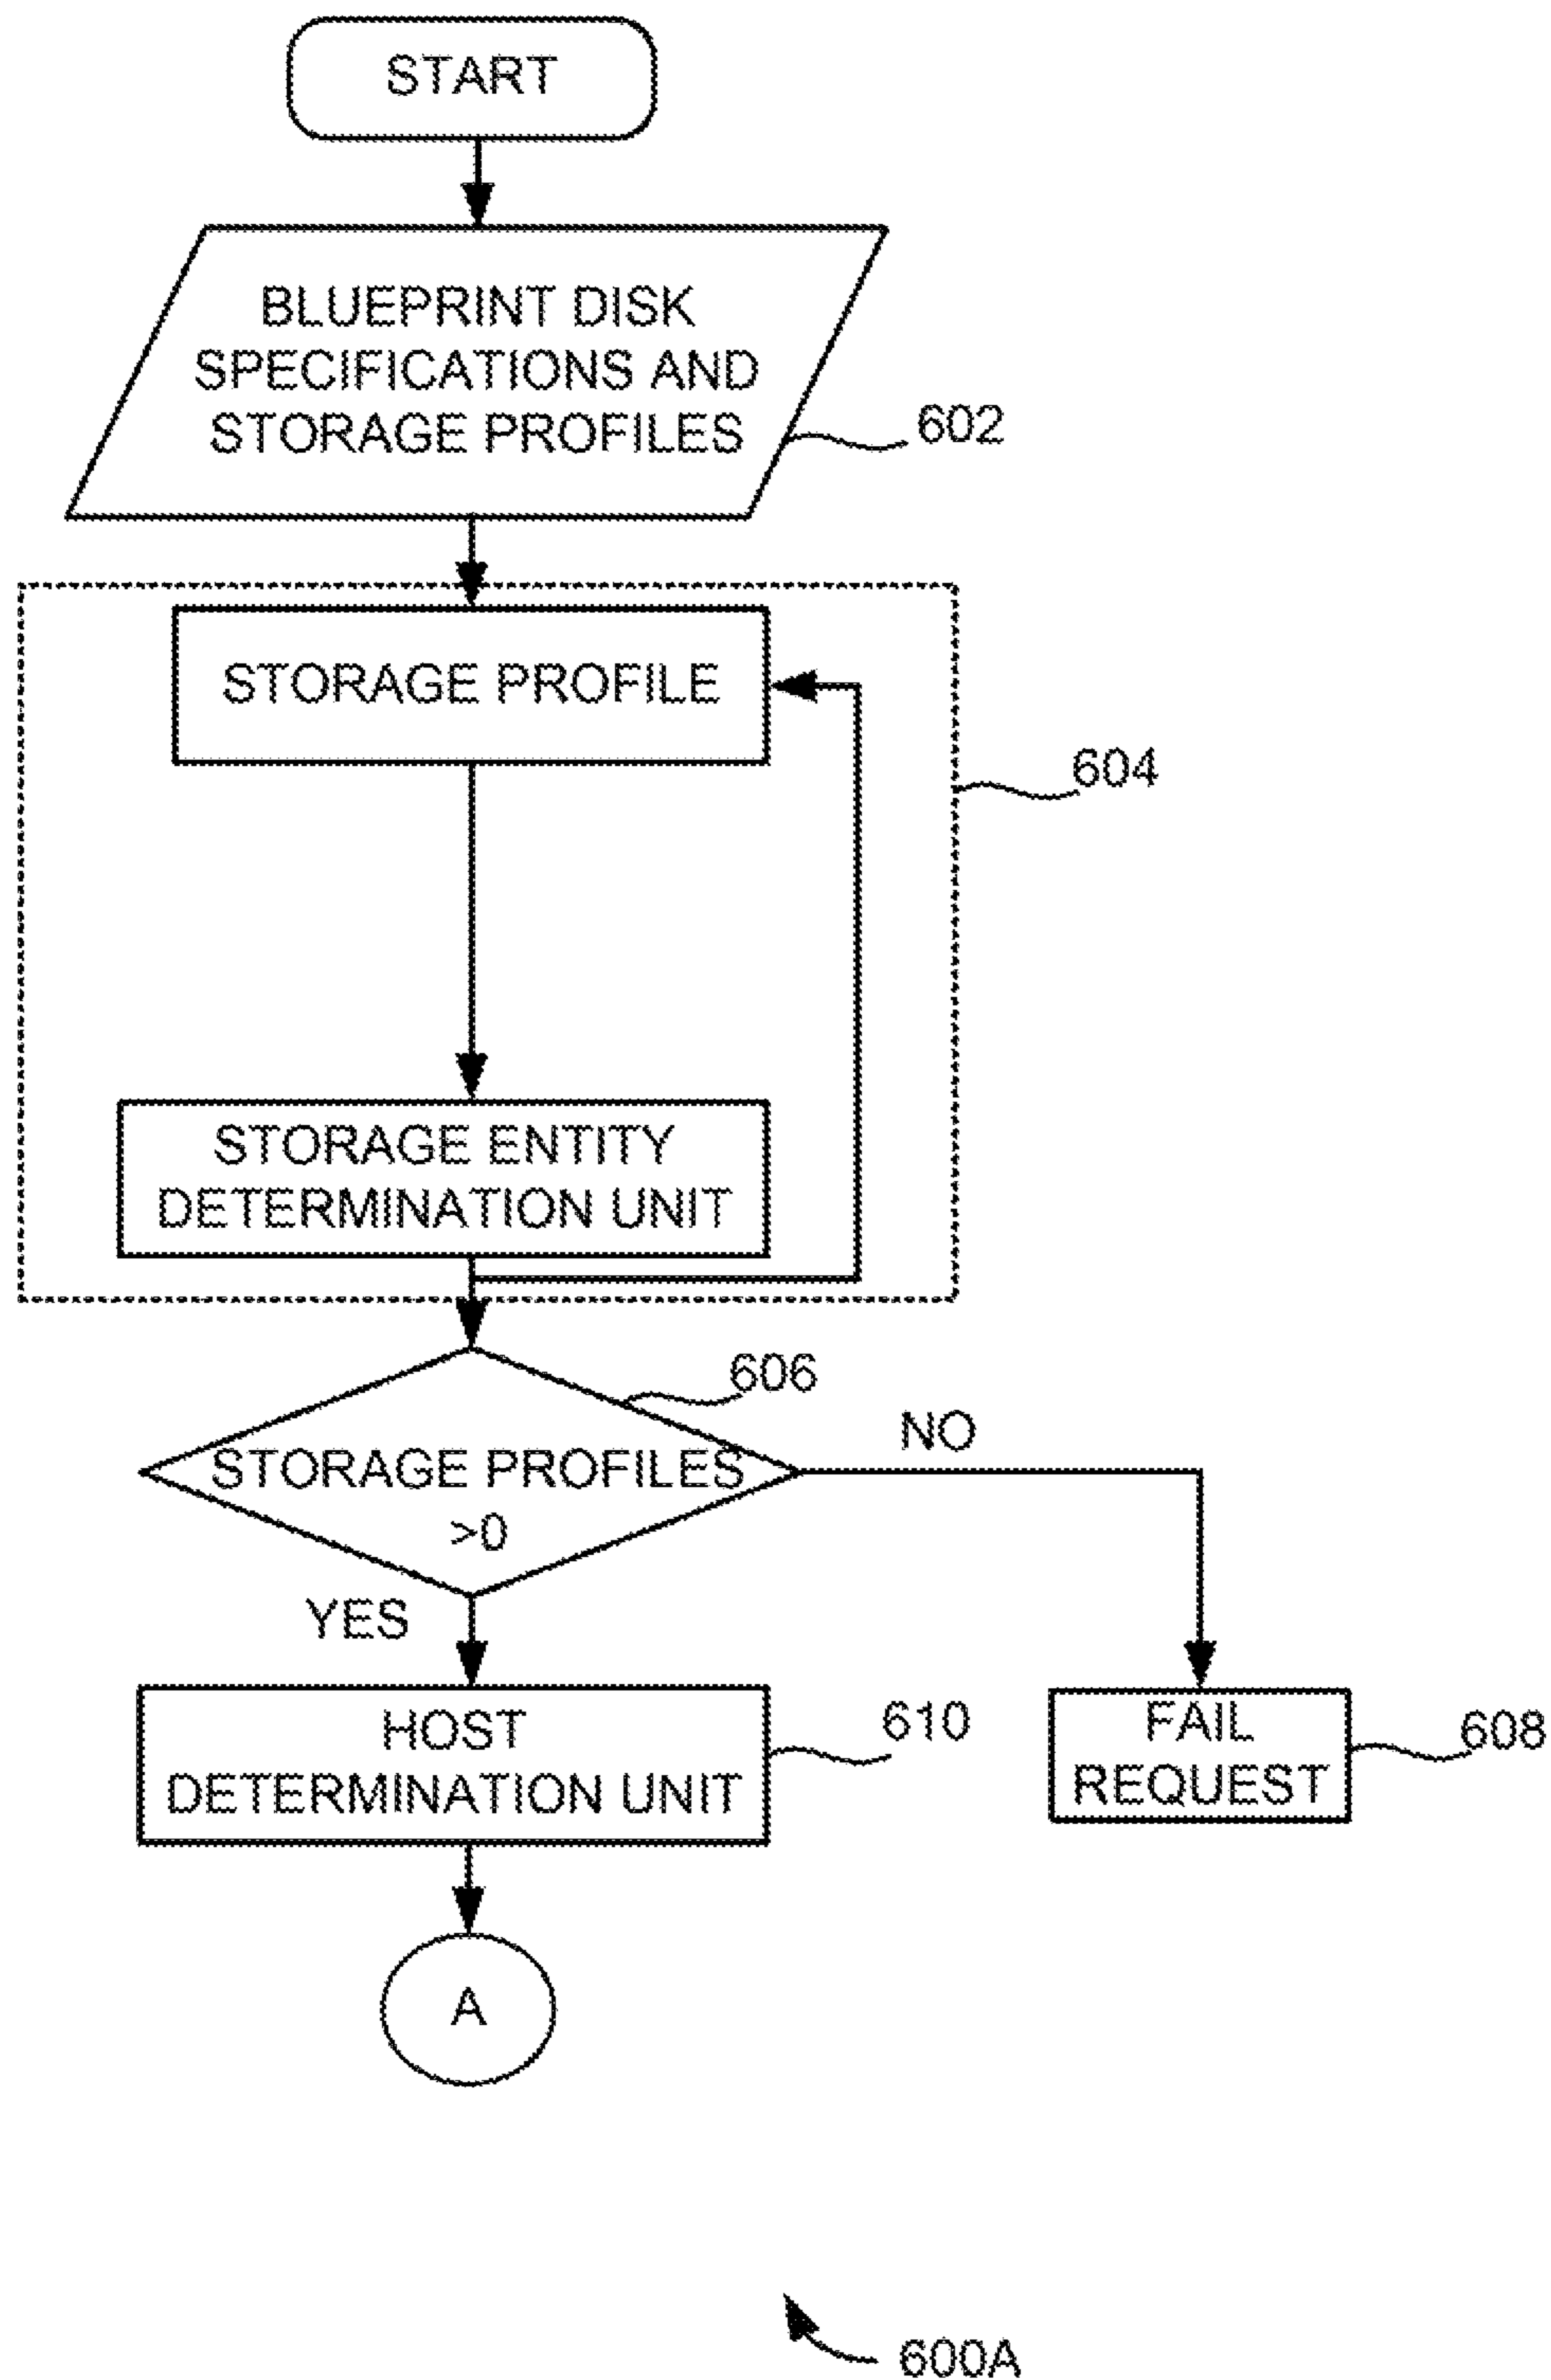 START
BLUEPRINT DISK
SPECIFICATIONS AND
STORAGE PROFILES
602
STORAGE PROFILE
604
STORAGE ENTITY
DETERMINATION UNIT
606
STORAGE PROFILES
>0
NO
YES
HOST
DETERMINATION UNIT
610
FAIL
REQUEST
608
A
600A